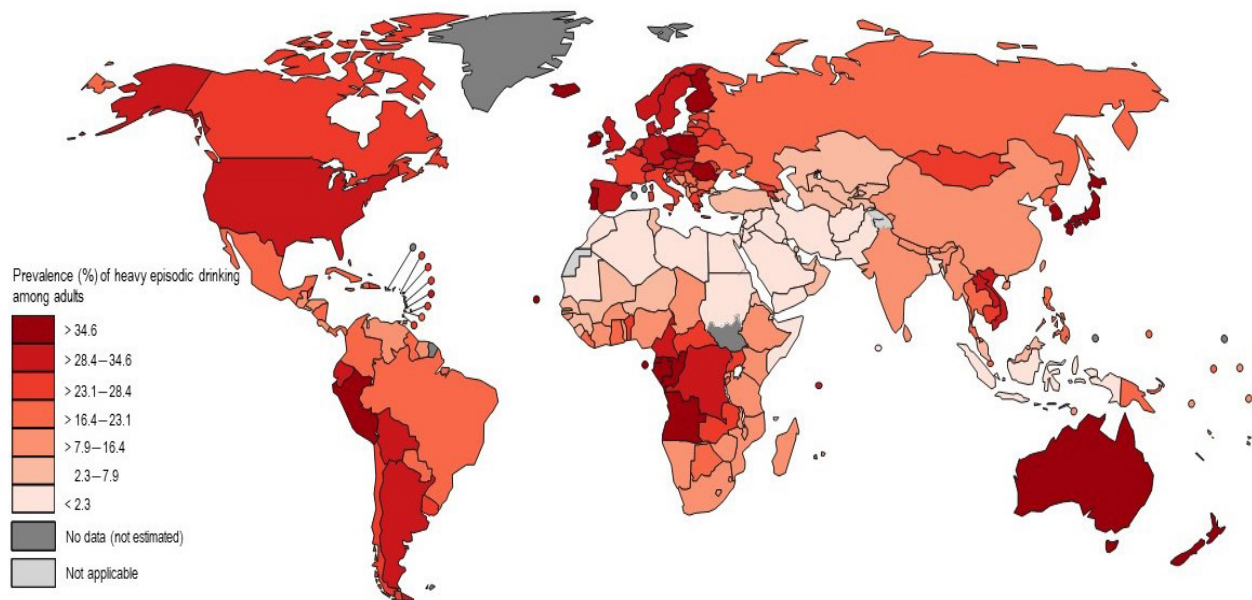 Prevalence (%) of heavy episodic drinking
among adults
> 34.6
> 28.4—34.6
> 23.1—28.4
> 16.4—23.1
> 7.9—16.4
2.3—7.9
< 2.3
No data (not estimated)
Not applicable